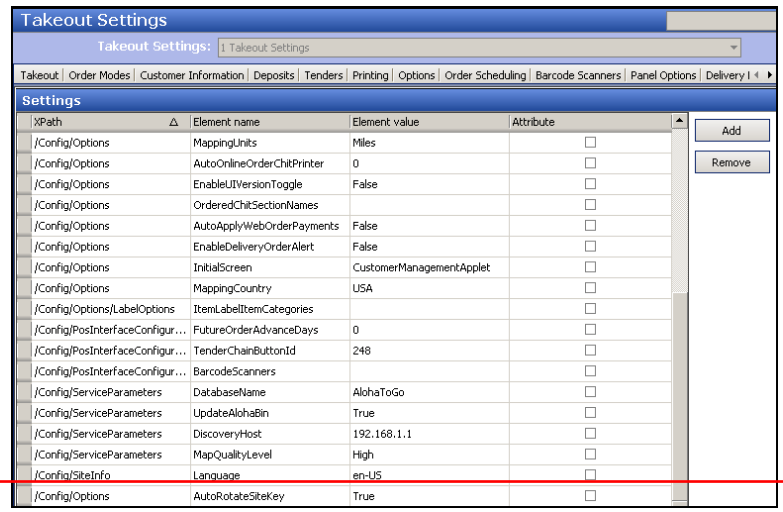 Takeout Settings
Takeout Settings: 1 Takeout Settings
Takeout Order Modes Customer Information Deposits Tenders Printing Options Order Scheduling Barcode Scanners Panel Options Delivery I
Settings
XPath Element name Element value Attribute
Add
/Config/Options MappingUnits Miles
/Config/Options AutoOnlineOrderChitPrinter 0
Remove
/Config/Options EnableUIVersionToggle False
/Config/Options OrderedChitSectionNames
/Config/Options AutoApplyWebOrderPayments False
/Config/Options EnableDeliveryOrderAlert False
/Config/Options InitialScreen CustomerManagementApplet
/Config/Options MappingCountry USA
/Config/Options/LabelOptions ItemLabelItemCategories
/Config/PosInterfaceConfigur... FutureOrderAdvanceDays 0
/Config/PosInterfaceConfigur... TenderChainButtonId 248
/Config/PosInterfaceConfigur... BarcodeScanners
/Config/ServiceParameters DatabaseName AlohaToGo
/Config/ServiceParameters UpdateAlohaBin True
/Config/ServiceParameters DiscoveryHost 192.168.1.1
/Config/ServiceParameters MapQualityLevel High
/Config/SiteInfo Language en-US
/Config/Options AutoRotateSiteKey True